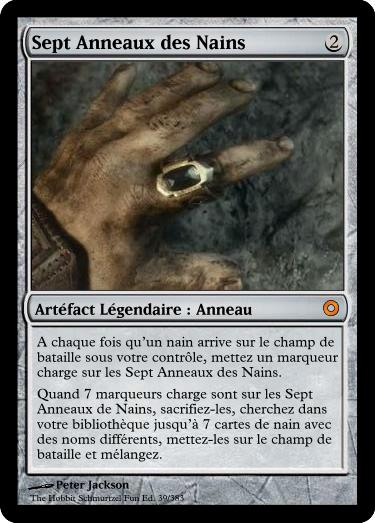 Sept Anneaux des Nains 2
Artéfact Légendaire : Anneau
A chaque fois qu'un nain arrive sur le champ de
bataille sous votre contrôle, mettez un marqueur
charge sur les Sept Anneaux des Nains.
Quand 7 marqueurs charge sont sur les Sept
Anneaux de Nains, sacrifiez-les, cherchez dans
votre bibliothèque jusqu'à 7 cartes de nain avec
des noms différents, mettez-les sur le champ de
bataille et mélangez.
Peter Jackson
The Hobbit Schmurtzel Fun Ed. 39/383